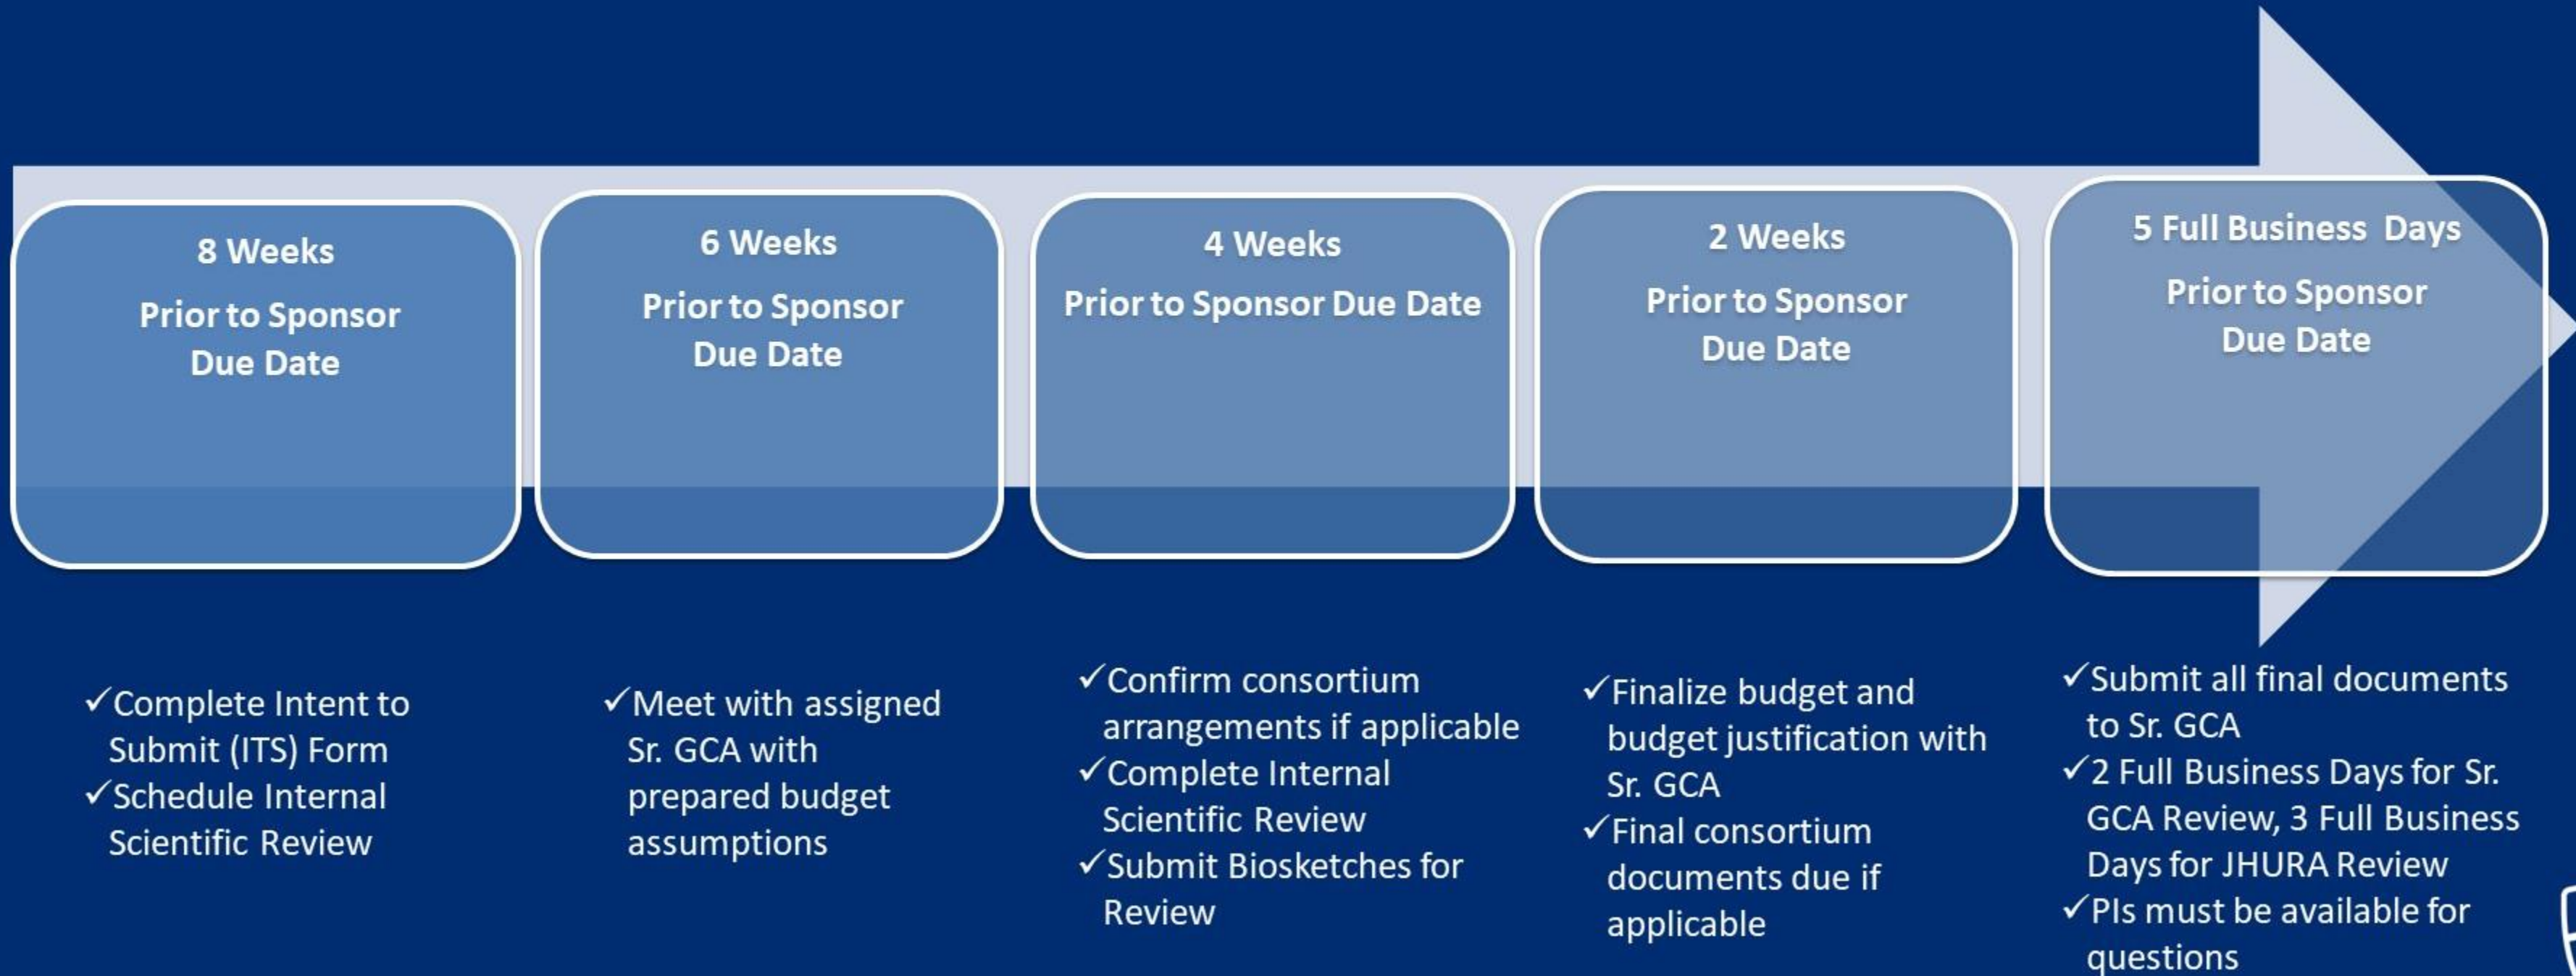 8 Weeks
Prior to Sponsor
Due Date
6 Weeks
Prior to Sponsor
Due Date
4 Weeks
Prior to Sponsor Due Date
2 Weeks
Prior to Sponsor
Due Date
5 Full Business Days
Prior to Sponsor
Due Date
✓Complete Intent to
Submit (ITS) Form
✓Schedule Internal
Scientific Review
✓Meet with assigned
Sr. GCA with
prepared budget
assumptions
✓Confirm consortium
arrangements if applicable
✓Complete Internal
Scientific Review
✓Submit Biosketches for
Review
✓Finalize budget and
budget justification with
Sr. GCA
✓Final consortium
documents due if
applicable
✓Submit all final documents
to Sr. GCA
✓2 Full Business Days for Sr.
GCA Review, 3 Full Business
Days for JHURA Review
✓PIs must be available for
questions